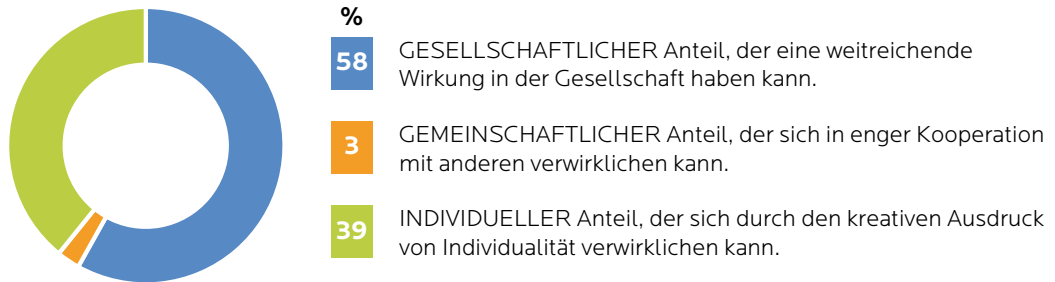 %
58
GESELLSCHAFTLICHER Anteil, der eine weitreichende
Wirkung in der Gesellschaft haben kann.
3
GEMEINSCHAFTLICHER Anteil, der sich in enger Kooperation
mit anderen verwirklichen kann.
39
INDIVIDUELLER Anteil, der sich durch den kreativen Ausdruck
von Individualität verwirklichen kann.